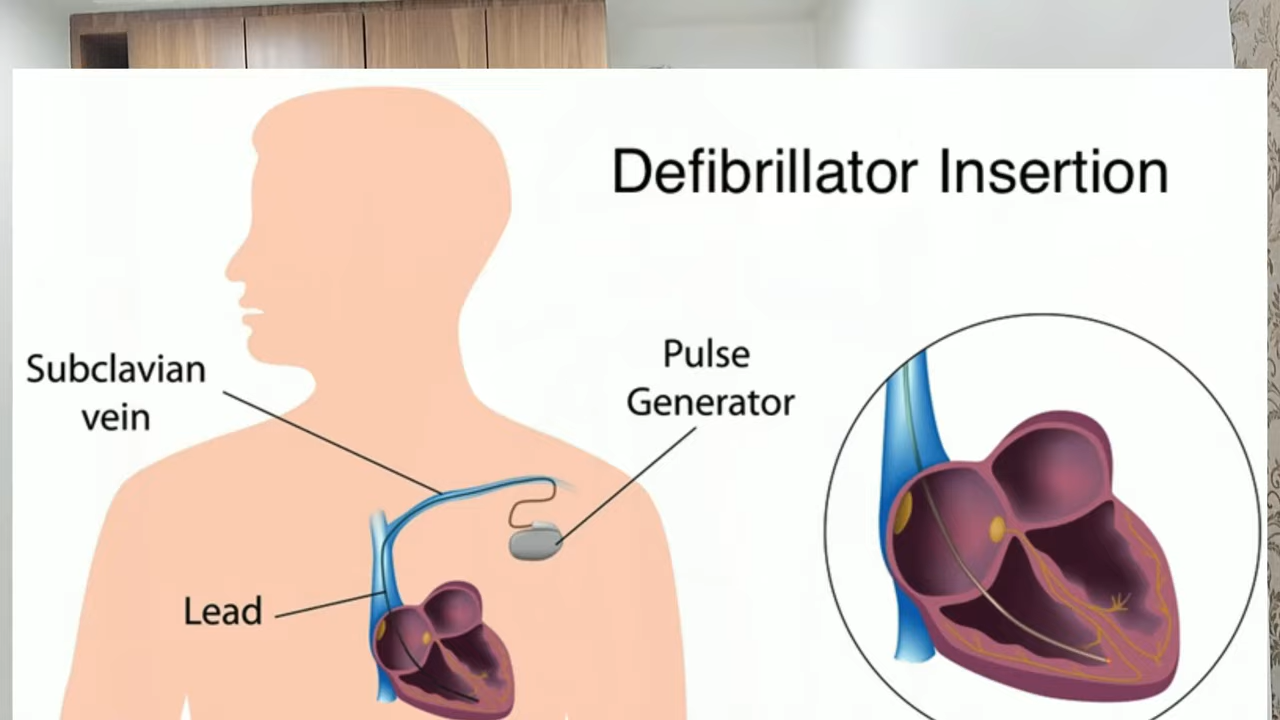 Defibrillator Insertion
Subclavian
vein
Pulse
Generator
Lead